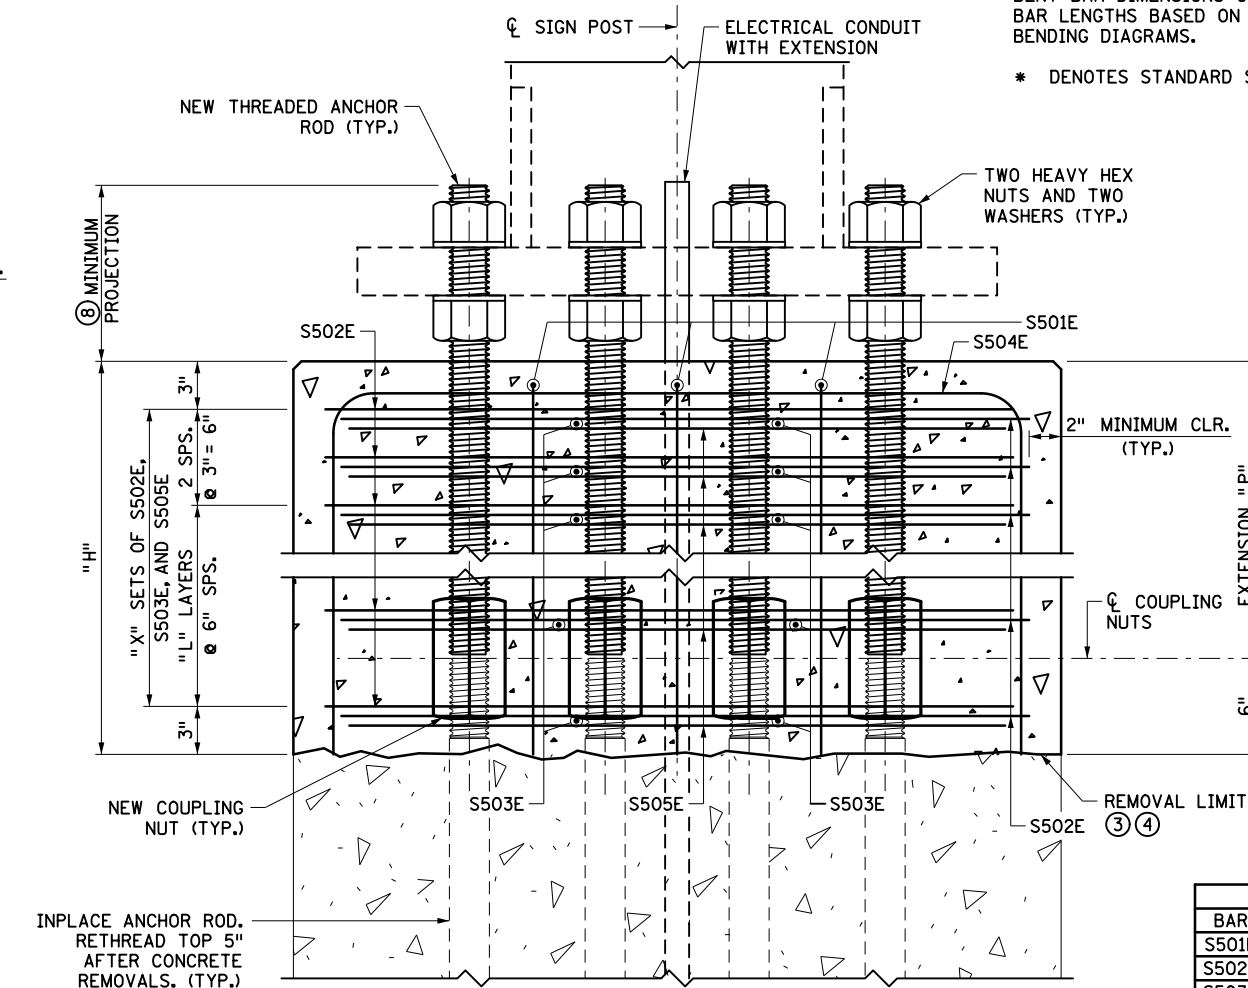 BAR LENGTHS BASED ON
BENDING DIAGRAMS.
* DENOTES STANDARD
℄ SIGN POST
ELECTRICAL CONDUIT
WITH EXTENSION
NEW THREADED ANCHOR
ROD (TYP.)
TWO HEAVY HEX
NUTS AND TWO
WASHERS (TYP.)
⑧ MINIMUM
PROJECTION
S502E
S501E
S504E
3"
2 SPS.
@ 3"= 6"
2" MINIMUM CLR.
(TYP.)
"H"
"X" SETS OF S502E,
S503E, AND S505E
"L" LAYERS
@ 6" SPS.
EXTENSION "P"
℄ COUPLING
NUTS
3"
6"
NEW COUPLING
NUT (TYP.)
S503E
S505E
S503E
S502E
REMOVAL LIMIT
③ ④
INPLACE ANCHOR ROD.
RETHREAD TOP 5"
AFTER CONCRETE
REMOVALS. (TYP.)
BAR
S501
S502